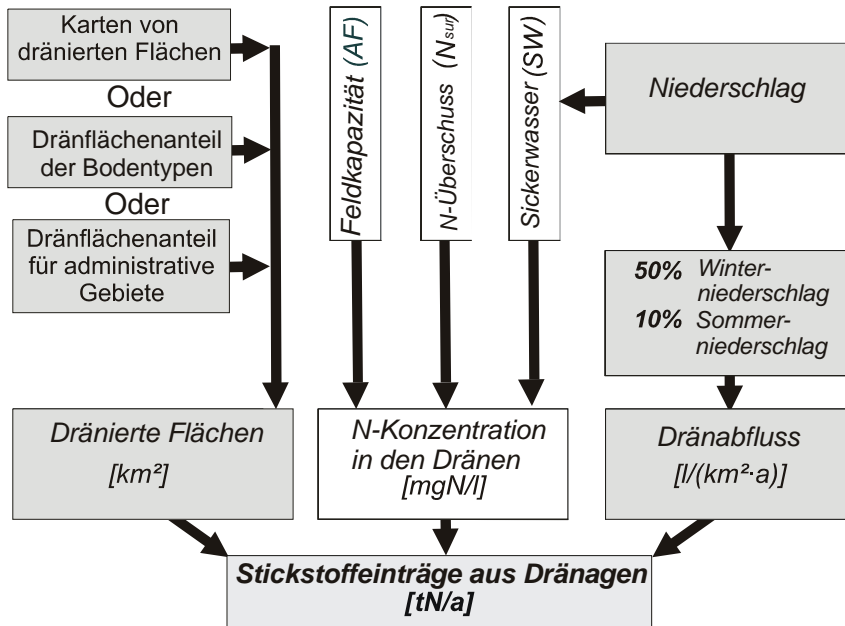 Karten von
dränierten Flächen
Oder
Dränflächenanteil
der Bodentypen
Oder
Dränflächenanteil
für administrative
Gebiete
Feldkapazität (AF)
N-Überschuss (Nsur)
Sickerwasser (SW)
Niederschlag
50% Winter-
niederschlag
10% Sommer-
niederschlag
Dränierte Flächen
[km²]
N-Konzentration
in den Dränen
[mgN/l]
Dränabfluss
[l/(km²·a)]
Stickstoffeinträge aus Dränagen
[tN/a]